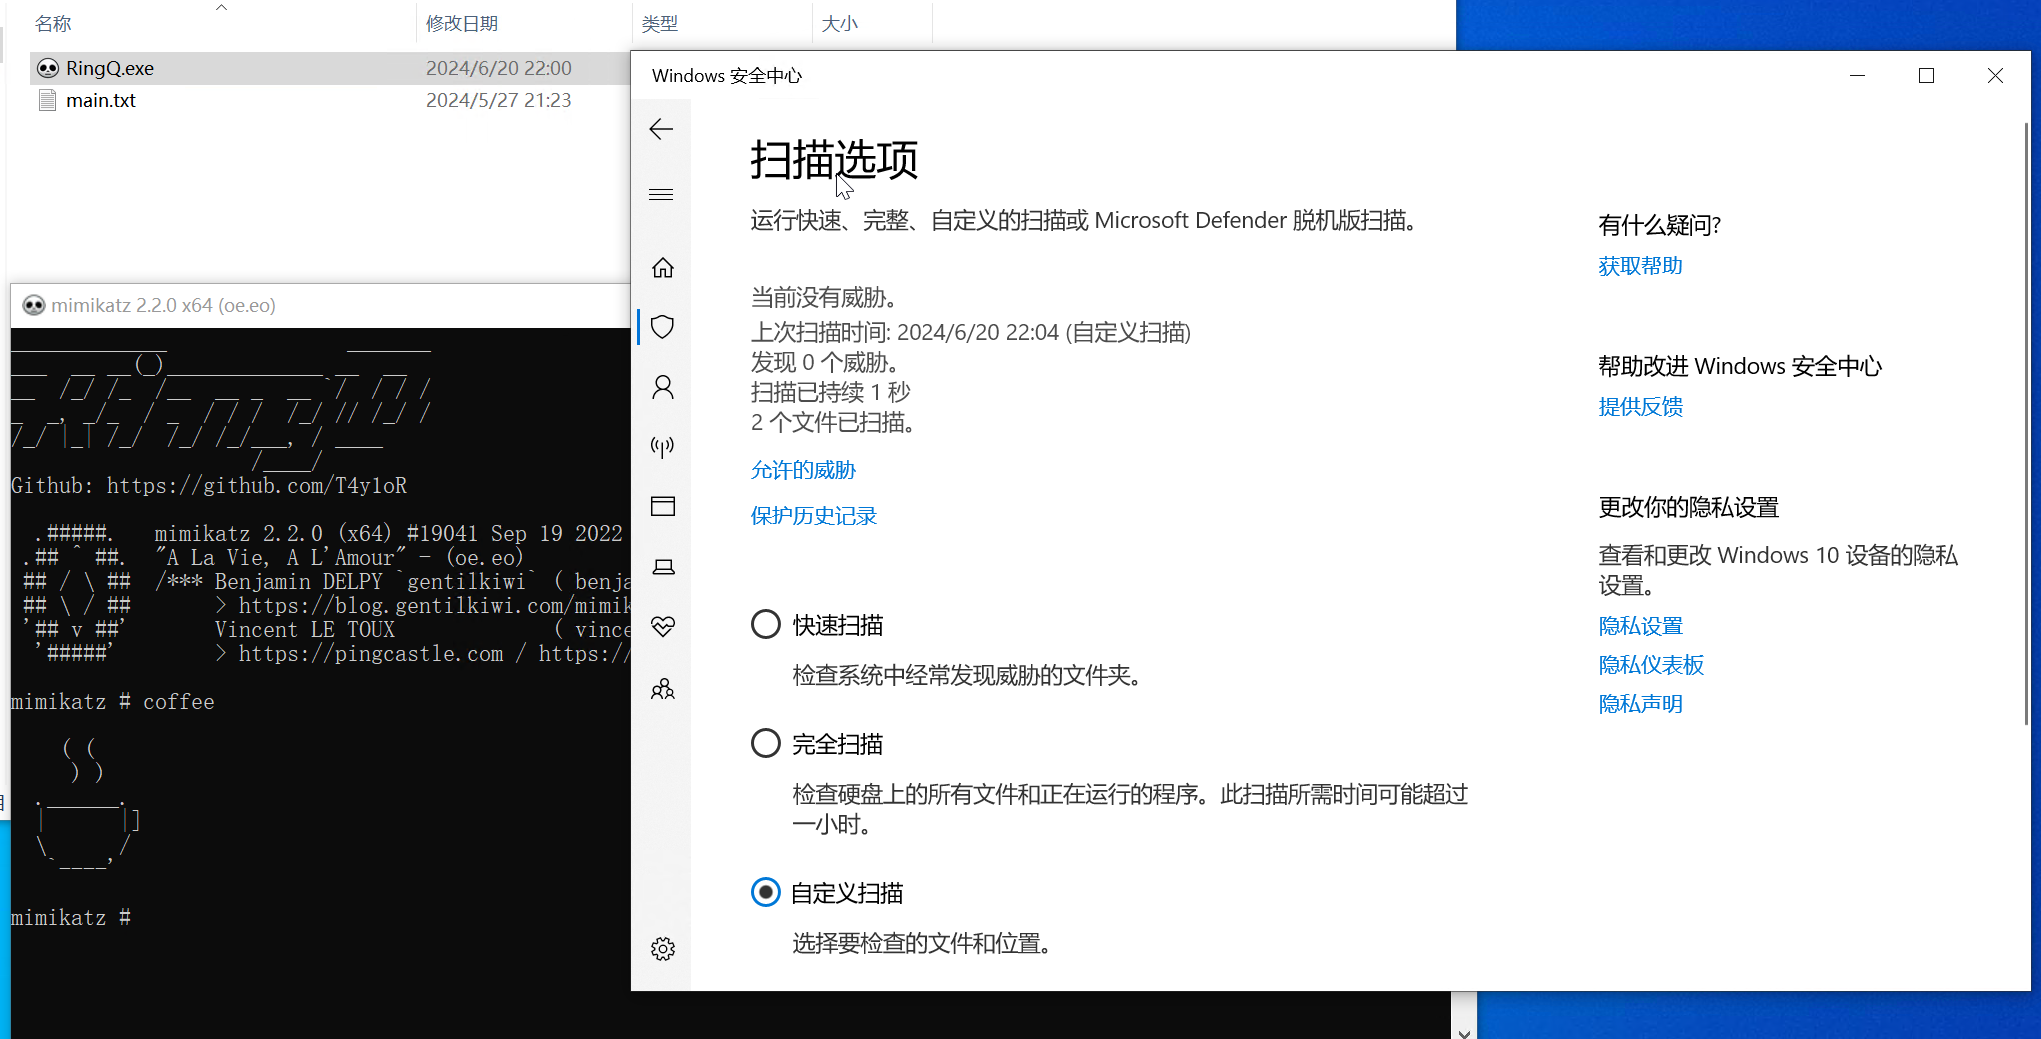 名称 修改日期 类型 大小
RingQ.exe 2024/6/20 22:00
main.txt 2024/5/27 21:23
mimikatz 2.2.0 x64 (oe.eo)
RingQ
Github: https://github.com/T4y1oR
.#####. mimikatz 2.2.0 (x64) #19041 Sep 19 2022
.## ^ ##. "A La Vie, A L'Amour" - (oe.eo)
## / \ ## /*** Benjamin DELPY `gentilkiwi` ( benja
## \ / ## > https://blog.gentilkiwi.com/mimik
'## v ##' Vincent LE TOUX ( vince
'#####' > https://pingcastle.com / https://
mimikatz # coffee
( (
) )
.______.
| |]
\ /
`----'
mimikatz #
Windows 安全中心
扫描选项
运行快速、完整、自定义的扫描或 Microsoft Defender 脱机版扫描。
当前没有威胁。
上次扫描时间: 2024/6/20 22:04 (自定义扫描)
发现 0 个威胁。
扫描已持续 1 秒
2 个文件已扫描。
允许的威胁
保护历史记录
快速扫描
检查系统中经常发现威胁的文件夹。
完全扫描
检查硬盘上的所有文件和正在运行的程序。此扫描所需时间可能超过
一小时。
自定义扫描
选择要检查的文件和位置。
有什么疑问?
获取帮助
帮助改进 Windows 安全中心
提供反馈
更改你的隐私设置
查看和更改 Windows 10 设备的隐私
设置。
隐私设置
隐私仪表板
隐私声明